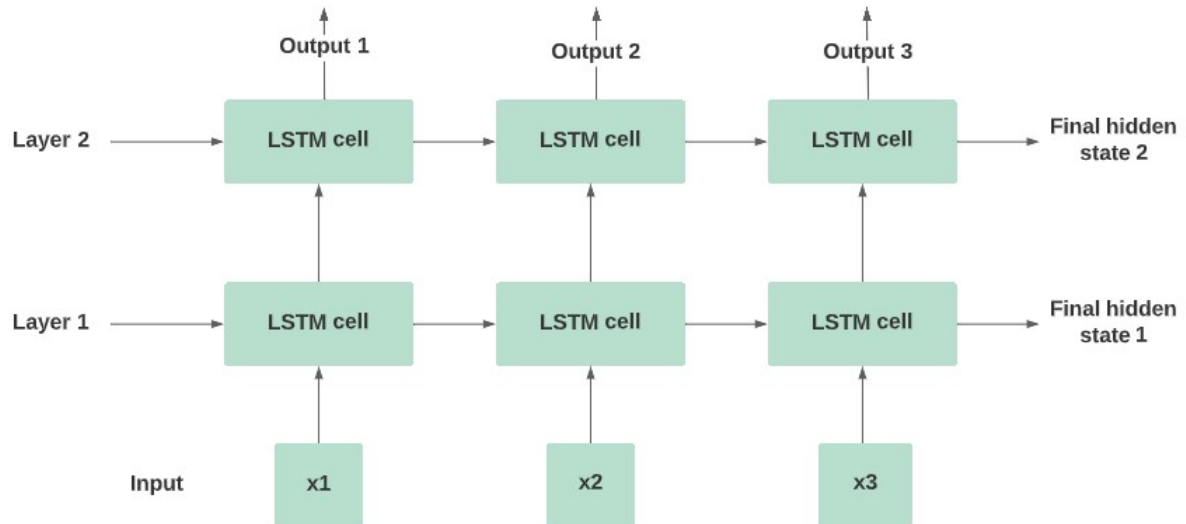 Output 1
Output 2
Output 3
Layer 2
LSTM cell
LSTM cell
LSTM cell
Final hidden
state 2
Layer 1
LSTM cell
LSTM cell
LSTM cell
Final hidden
state 1
Input
x1
x2
x3